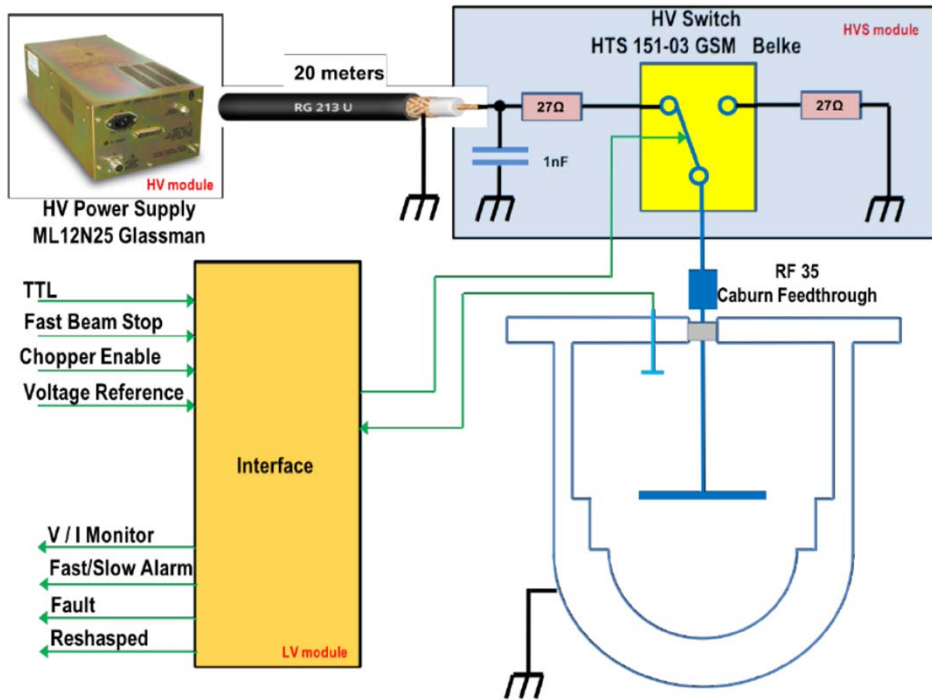 HV module
HV Power Supply
ML12N25 Glassman
20 meters
RG 213 U
HV Switch
HTS 151-03 GSM Belke
HVS module
27Ω
27Ω
1nF
RF 35
Caburn Feedthrough
TTL
Fast Beam Stop
Chopper Enable
Voltage Reference
Interface
V / I Monitor
Fast/Slow Alarm
Fault
Reshasped
LV module